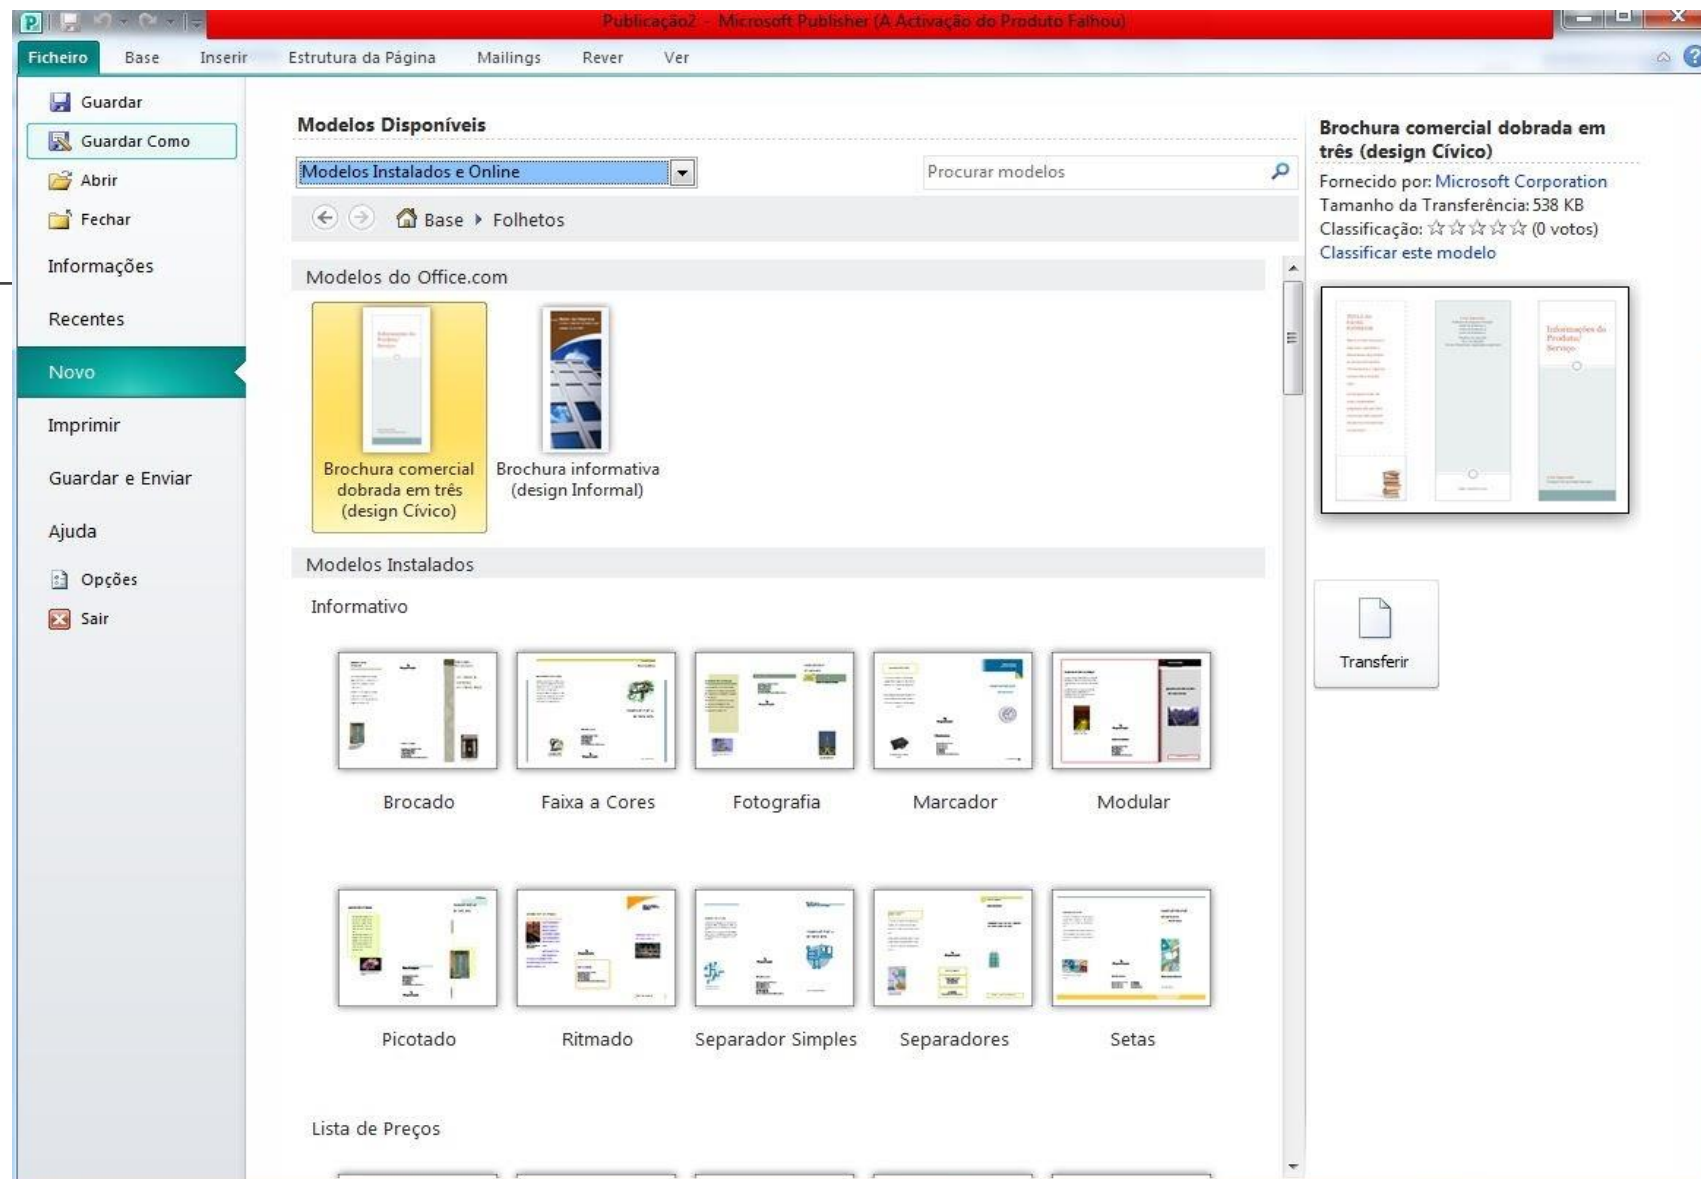 Publicação2 - Microsoft Publisher (A Activação do Produto Falhou)
Ficheiro Base Inserir Estrutura da Página Mailings Rever Ver
Guardar
Guardar Como
Abrir
Fechar
Informações
Recentes
Novo
Imprimir
Guardar e Enviar
Ajuda
Opções
Sair
Modelos Disponíveis
Modelos Instalados e Online
Procurar modelos
Base Folhetos
Modelos do Office.com
Brochura comercial
dobrada em três
(design Cívico)
Brochura informativa
(design Informal)
Modelos Instalados
Informativo
Brocado Faixa a Cores Fotografia Marcador Modular
Picotado Ritmado Separador Simples Separadores Setas
Lista de Preços
Brochura comercial dobrada em
três (design Cívico)
Fornecido por: Microsoft Corporation
Tamanho da Transferência: 538 KB
Classificação: (0 votos)
Classificar este modelo
Informações do
Produto/
Serviço
Transferir